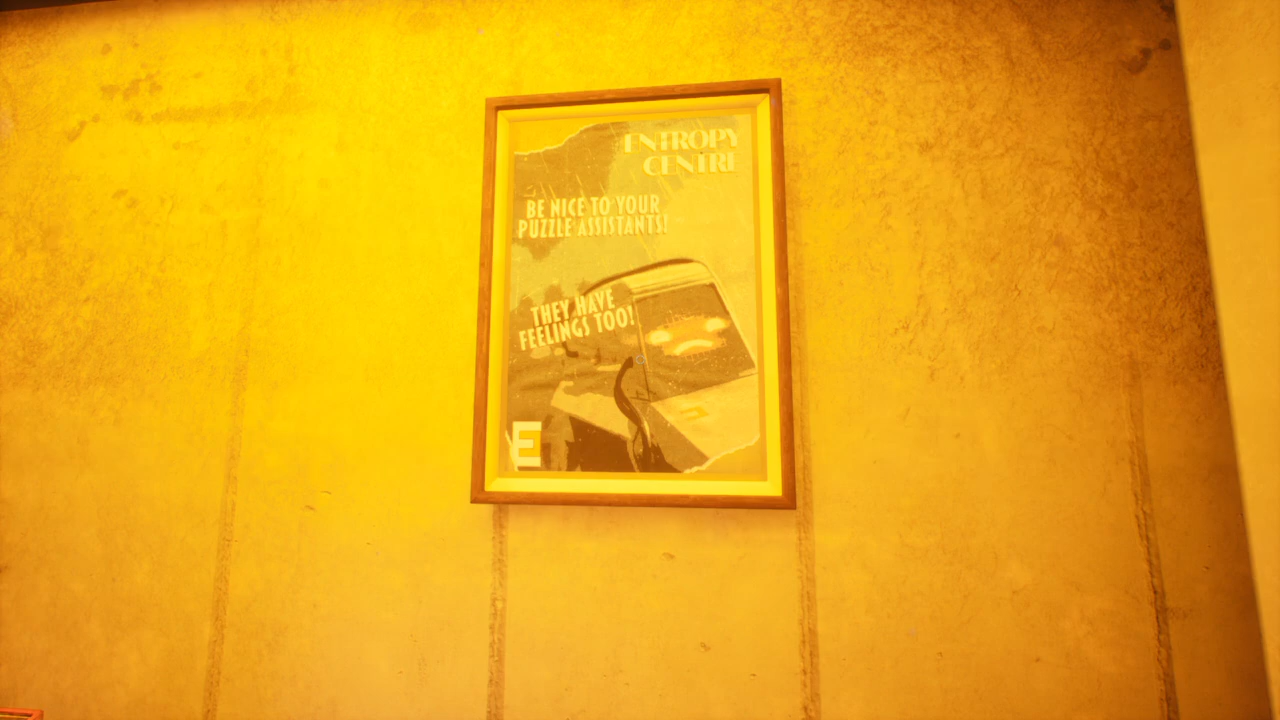 ENTROPY
CENTRE
BE NICE TO YOUR
PUZZLE ASSISTANTS!
THEY HAVE
FEELINGS TOO!
E